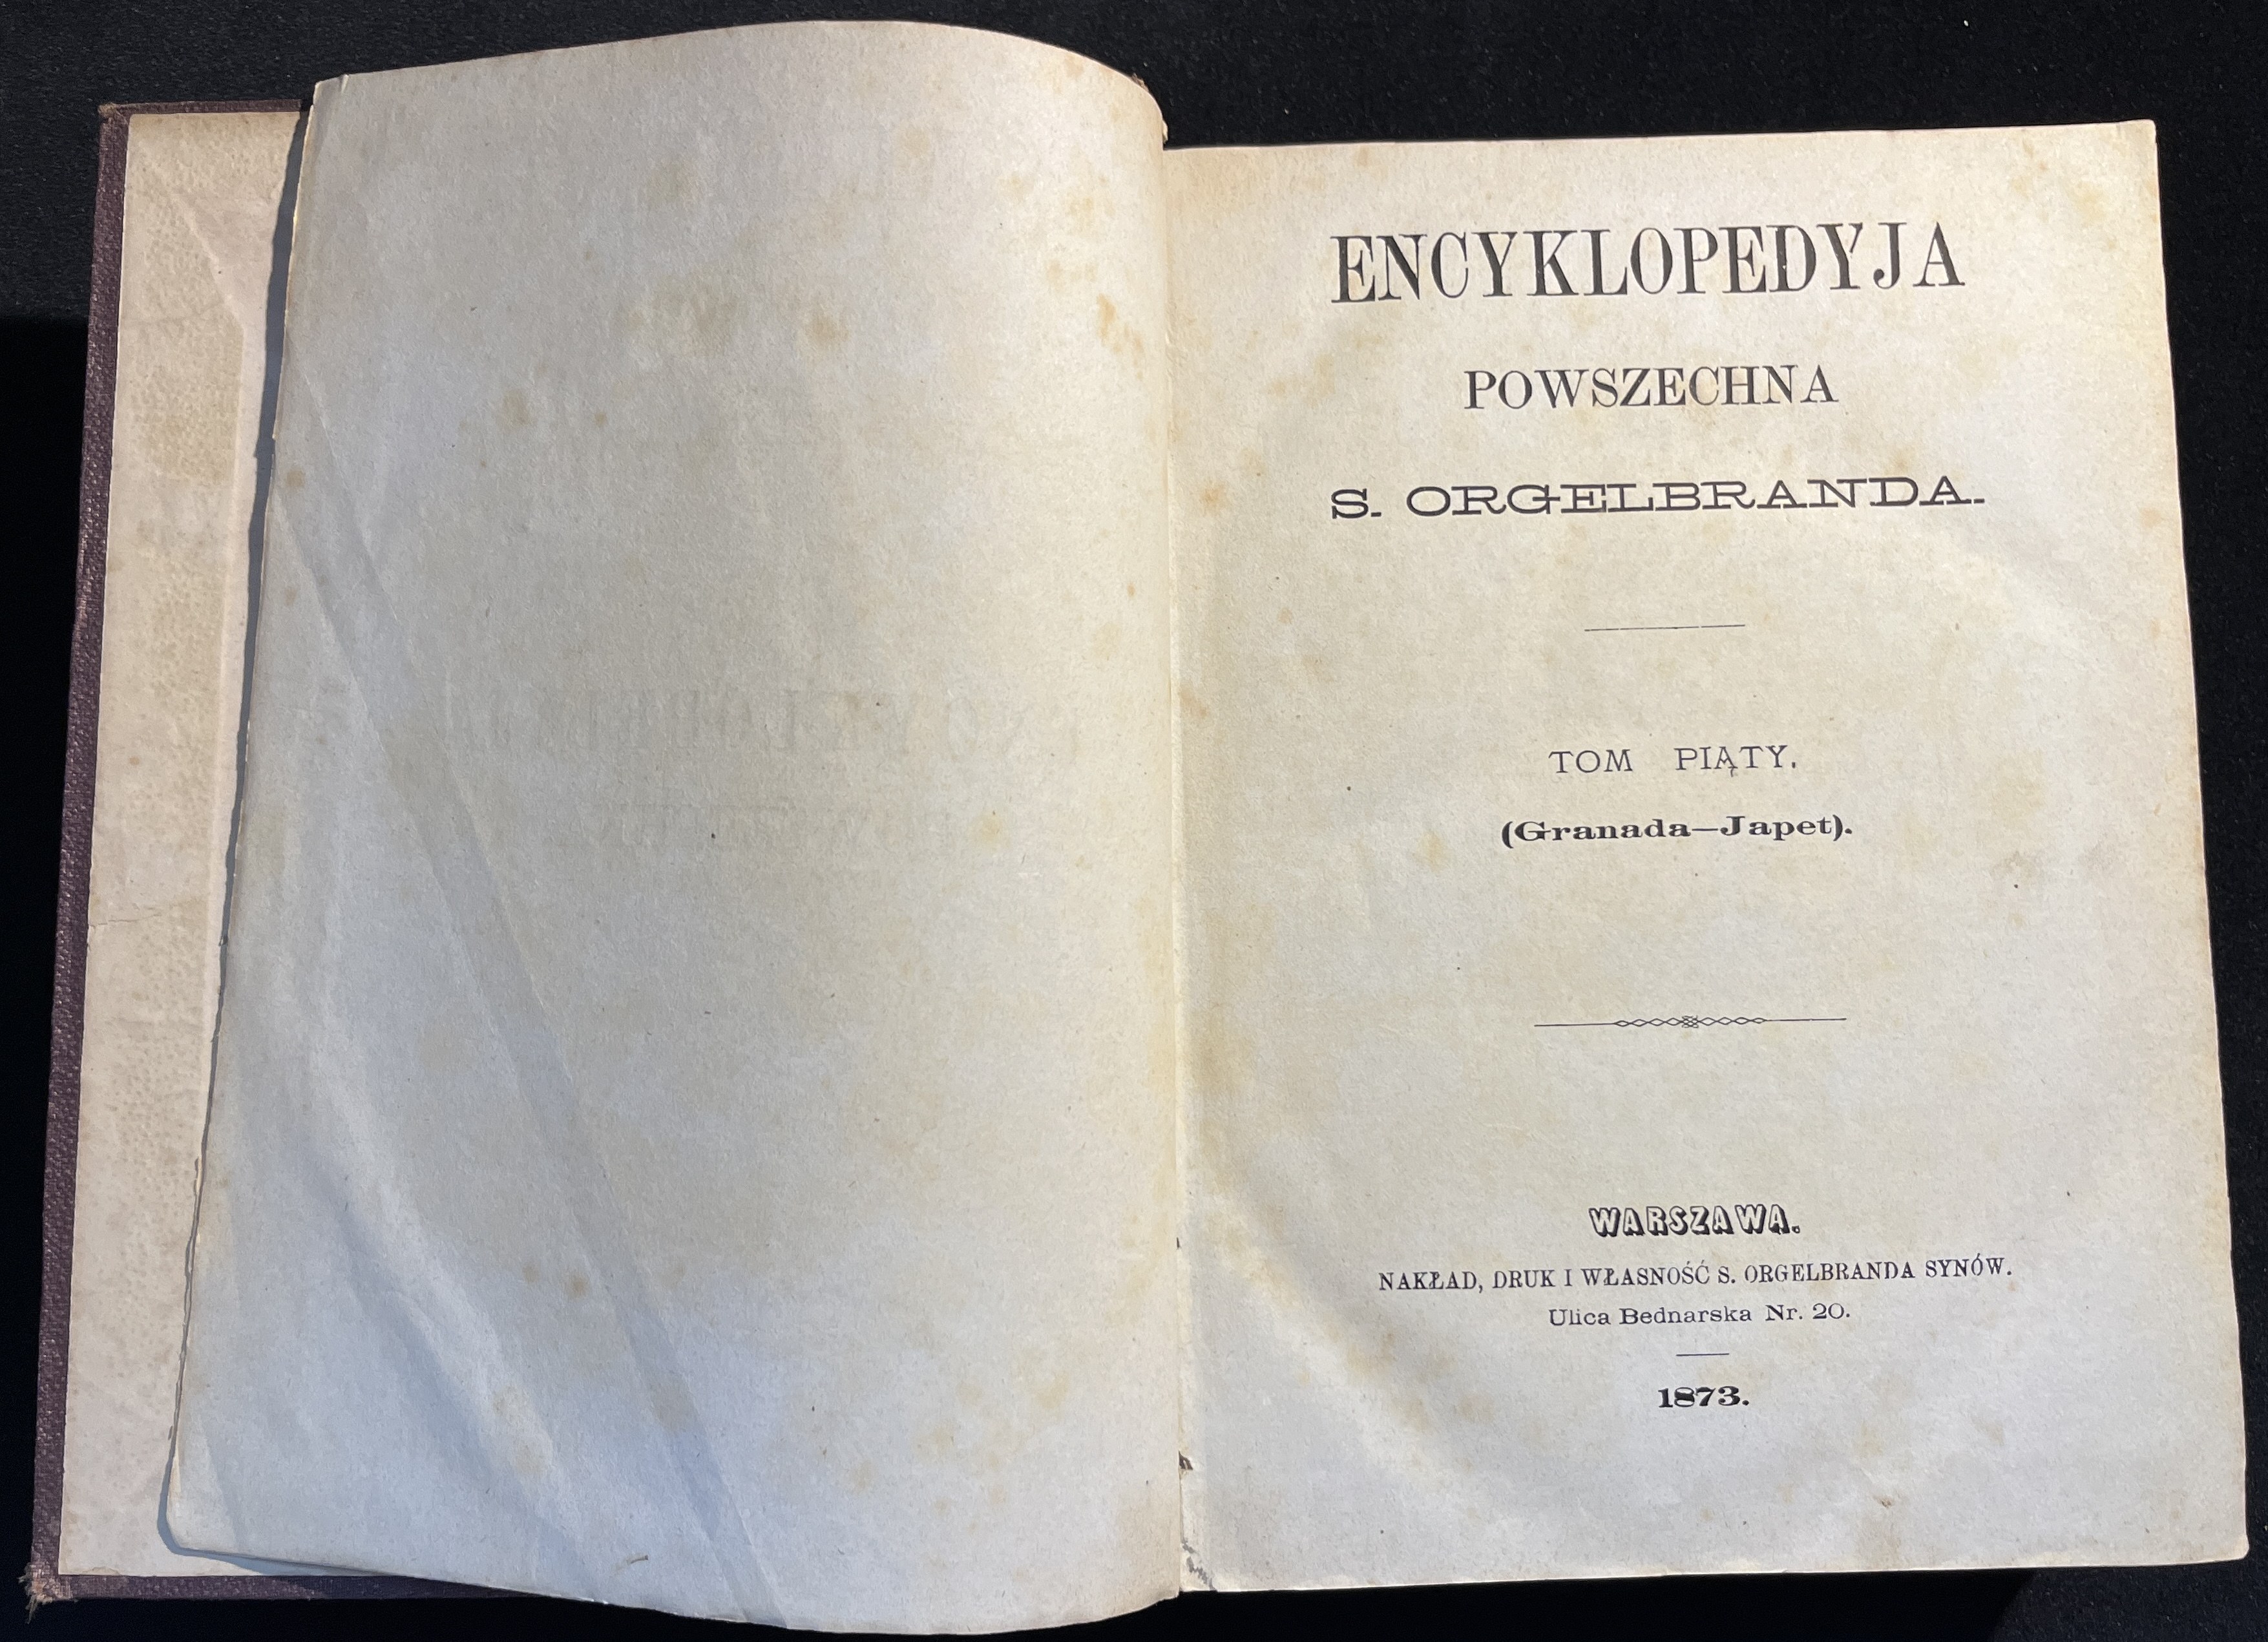 ENCYKLOPEDYJA
POWSZECHNA
S. ORGELBRANDA.
TOM PIĄTY.
(Granada—Japet).
WARSZAWA.
NAKŁAD, DRUK I WŁASNOŚĆ S. ORGELBRANDA SYNÓW.
Ulica Bednarska Nr. 20.
1873.